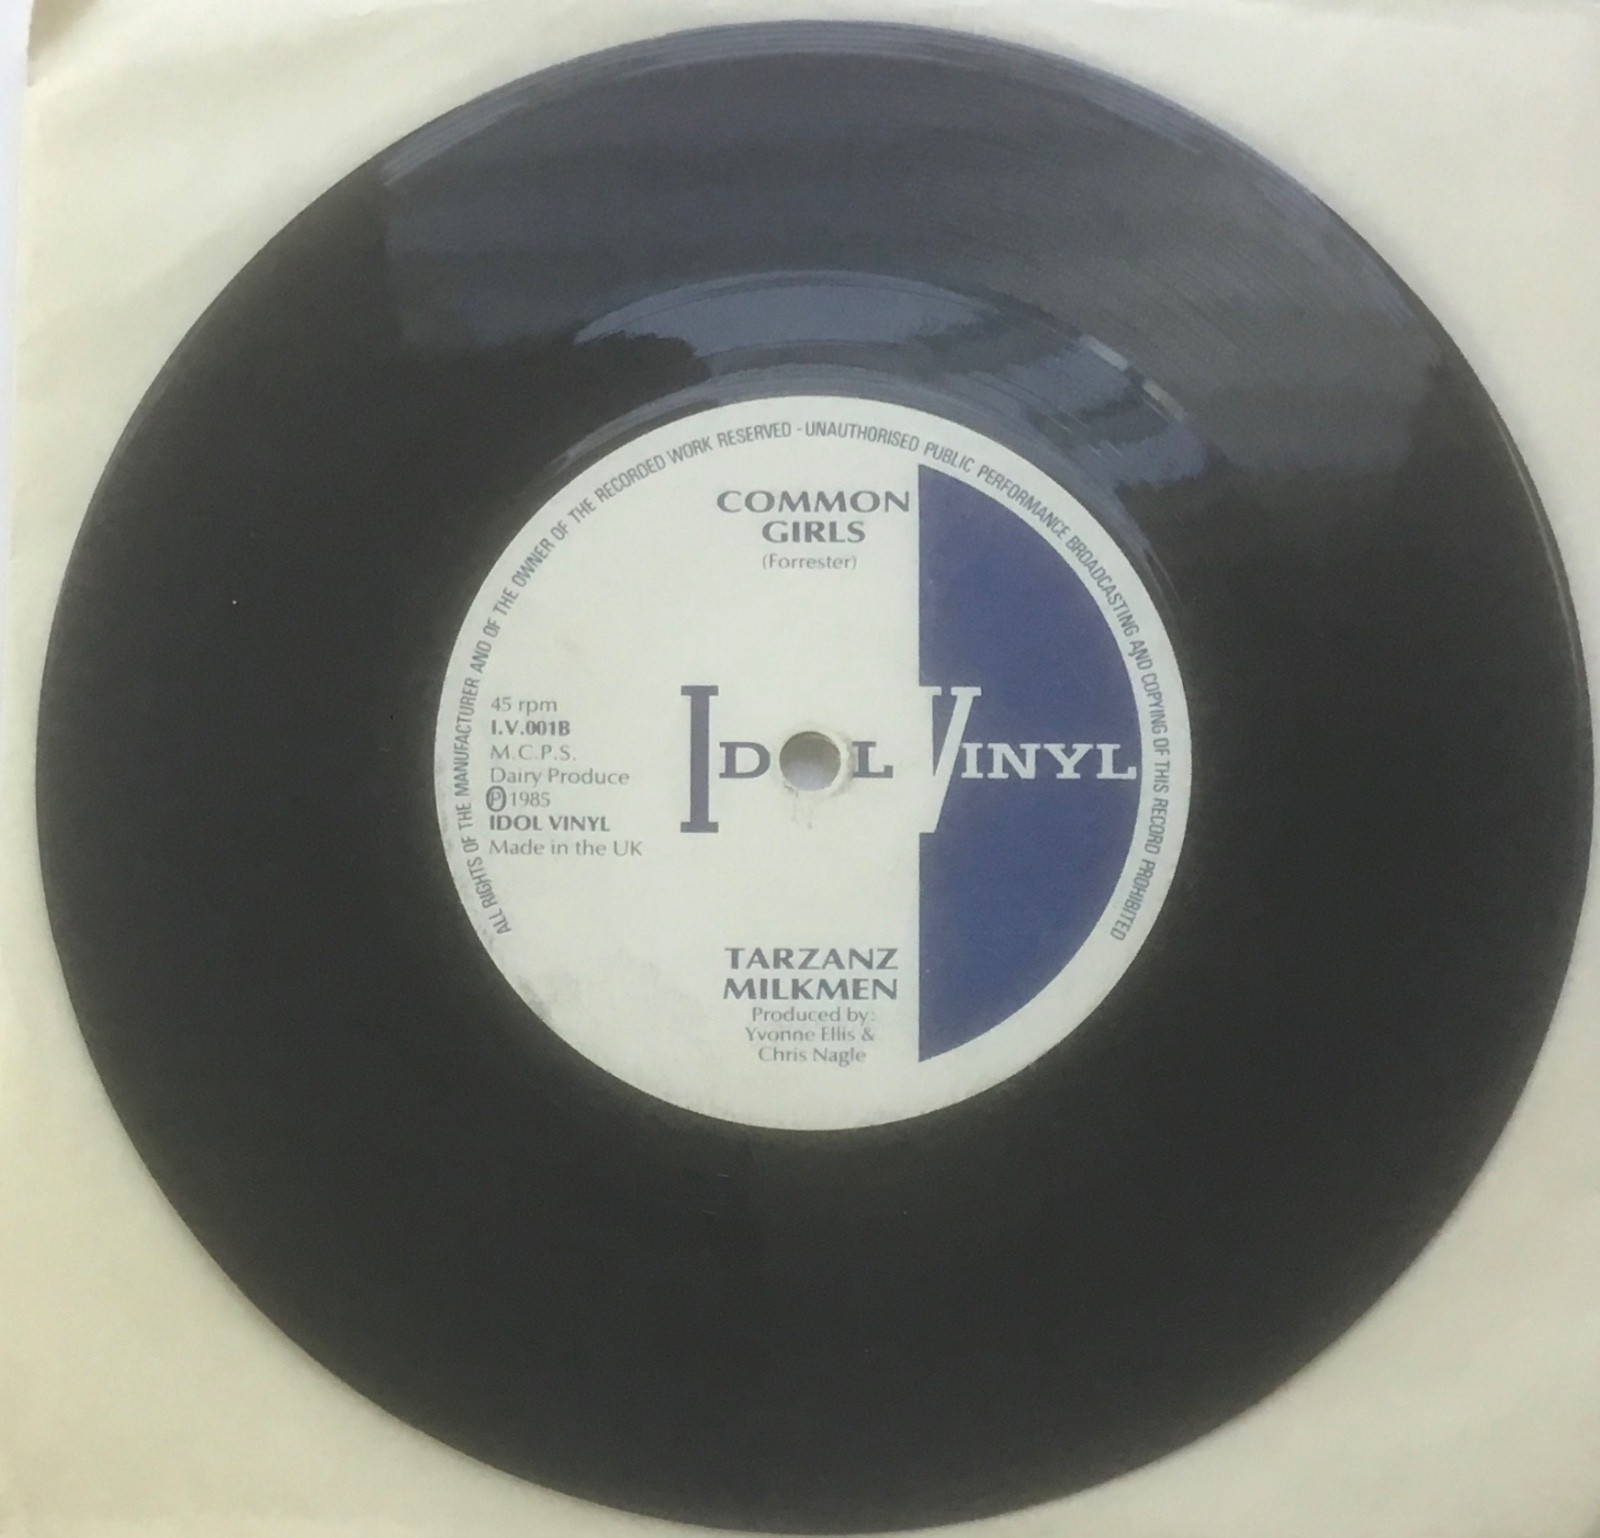 ALL RIGHTS OF THE MANUFACTURER AND OF THE OWNER OF THE RECORDED WORK RESERVED - UNAUTHORISED PUBLIC PERFORMANCE BROADCASTING AND COPYING OF THIS RECORD PROHIBITED
COMMON
GIRLS
(Forrester)
45 rpm
I.V.001B
M.C.P.S.
Dairy Produce
Ⓟ 1985
IDOL VINYL
Made in the UK
IDOL VINYL
TARZANZ
MILKMEN
Produced by:
Yvonne Ellis &
Chris Nagle